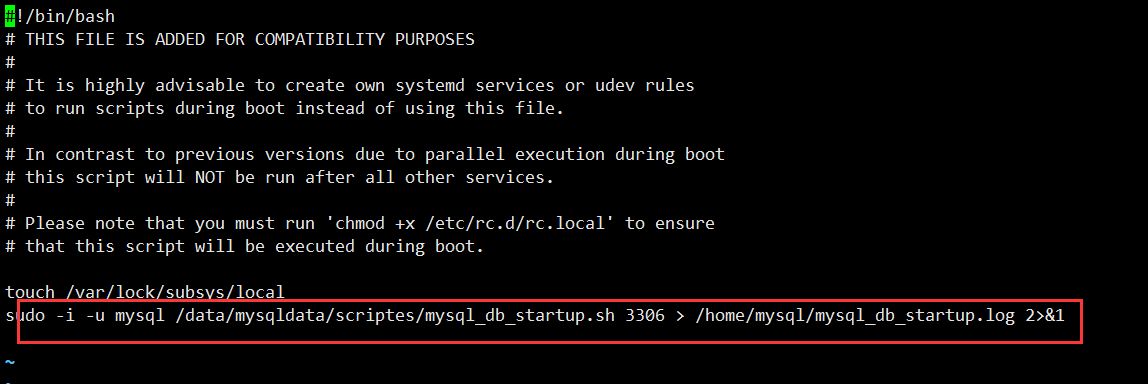 #!/bin/bash
# THIS FILE IS ADDED FOR COMPATIBILITY PURPOSES
#
# It is highly advisable to create own systemd services or udev rules
# to run scripts during boot instead of using this file.
#
# In contrast to previous versions due to parallel execution during boot
# this script will NOT be run after all other services.
#
# Please note that you must run 'chmod +x /etc/rc.d/rc.local' to ensure
# that this script will be executed during boot.

touch /var/lock/subsys/local
sudo -i -u mysql /data/mysqldata/scriptes/mysql_db_startup.sh 3306 > /home/mysql/mysql_db_startup.log 2>&1

~